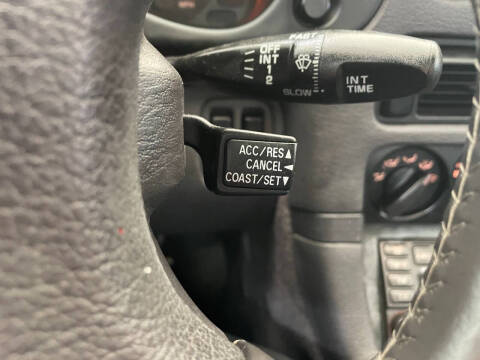 FAST
OFF
INT
1
2
SLOW
INT
TIME
ACC/RES▲
CANCEL◄
COAST/SET▼